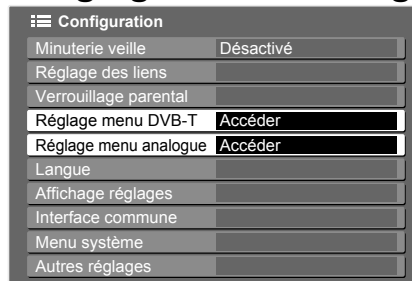 Configuration
Minuterie veille Désactivé
Réglage des liens
Verrouillage parental
Réglage menu DVB-T Accéder
Réglage menu analogue Accéder
Langue
Affichage réglages
Interface commune
Menu système
Autres réglages